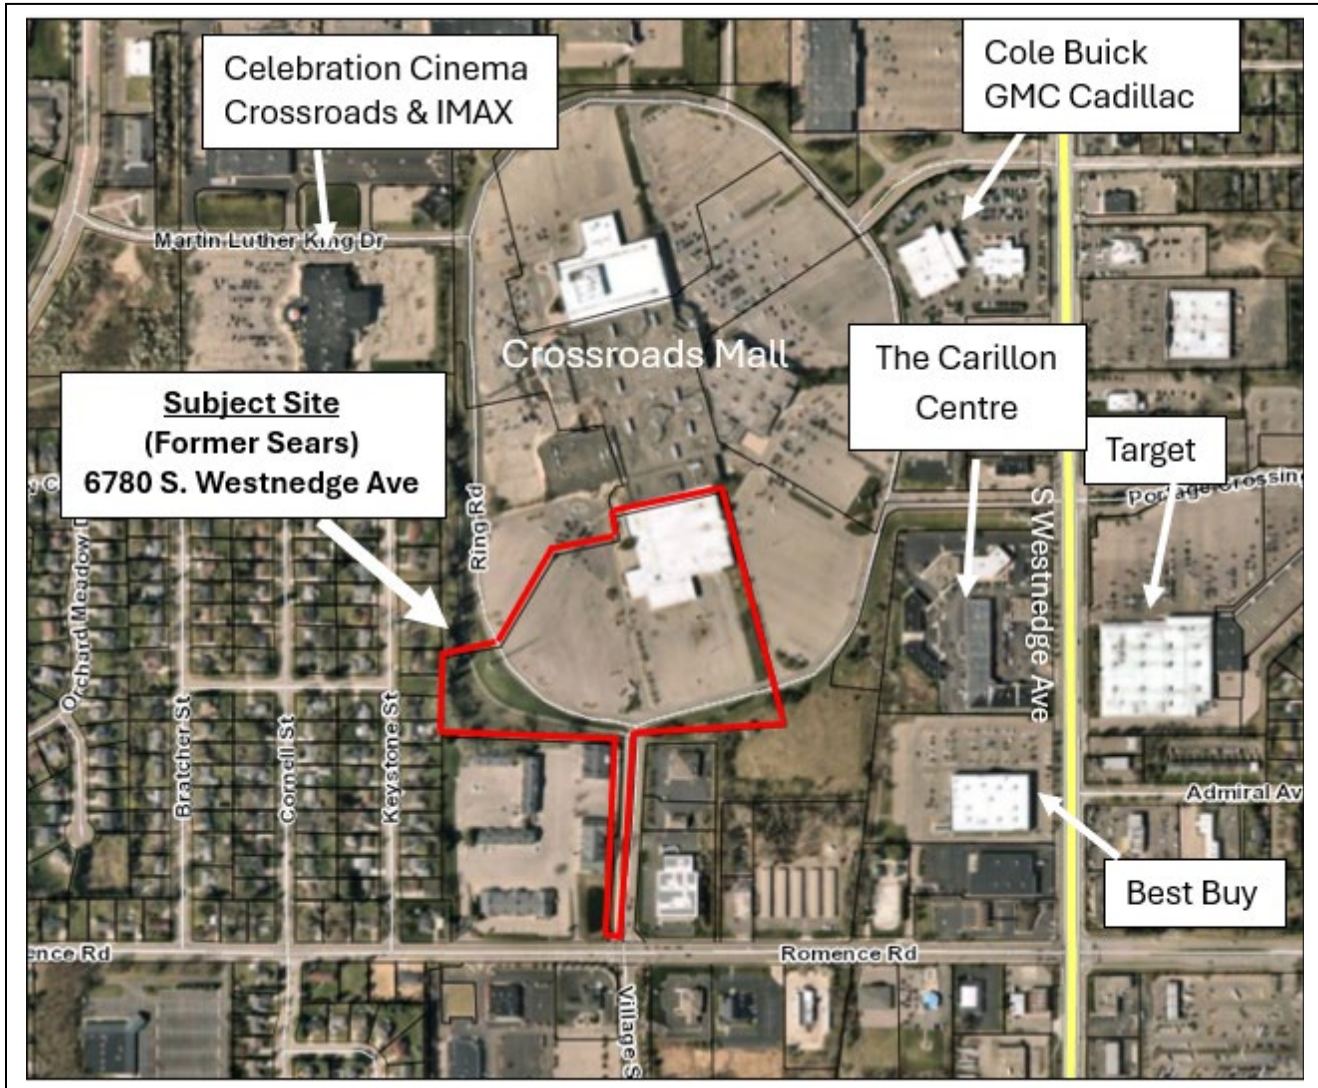 Celebration Cinema
Crossroads & IMAX
Cole Buick
GMC Cadillac
Martin Luther King Dr
Crossroads Mall
The Carillon
Centre
Subject Site
(Former Sears)
6780 S. Westnedge Ave
Target
Portage Crossing
Ring Rd
S Westnedge Ave
Orchard Meadow D
Bratcher St
Cornell St
Keystone St
Admiral Av
Best Buy
ence Rd
Romence Rd
Village S